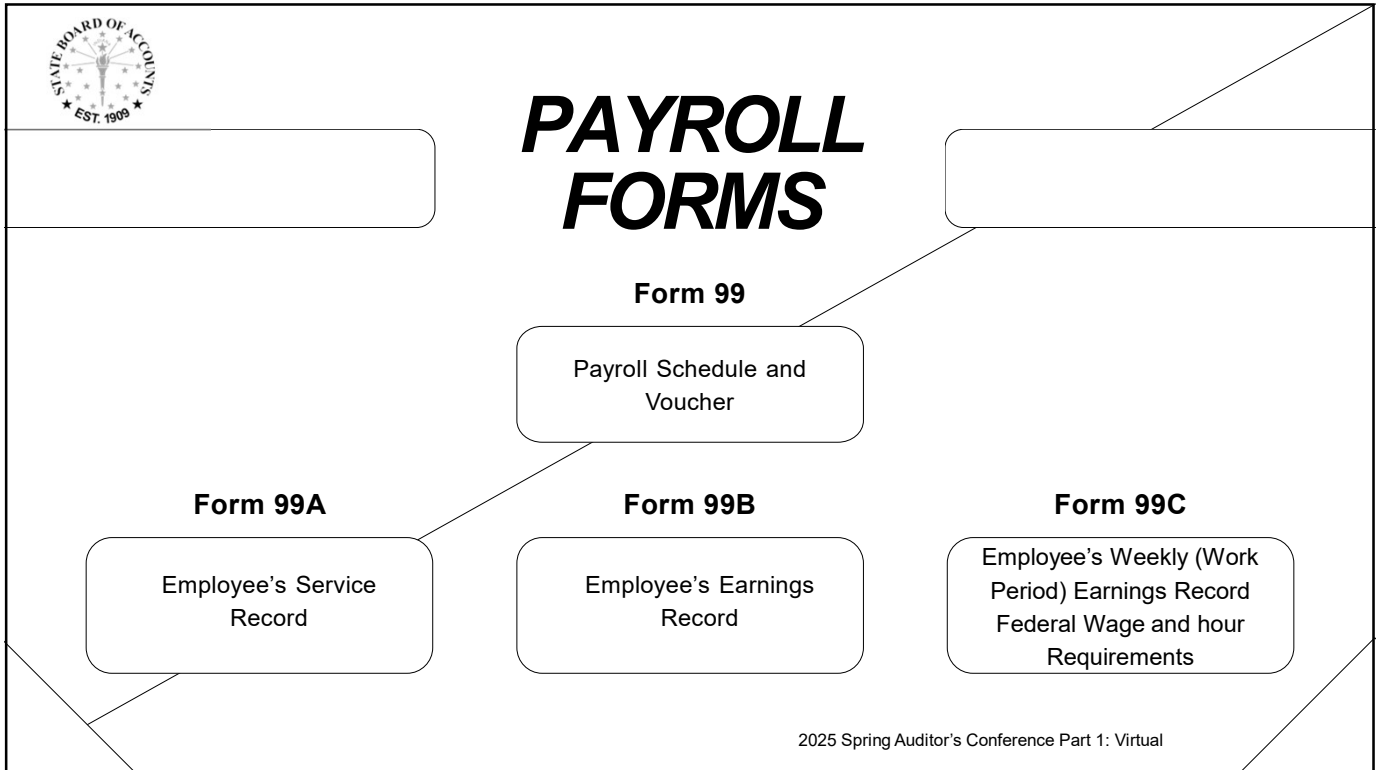 STATE BOARD OF ACCOUNTS
★ EST. 1909 ★
PAYROLL
FORMS
Form 99
Payroll Schedule and
Voucher
Form 99A
Employee’s Service
Record
Form 99B
Employee’s Earnings
Record
Form 99C
Employee’s Weekly (Work
Period) Earnings Record
Federal Wage and hour
Requirements
2025 Spring Auditor’s Conference Part 1: Virtual